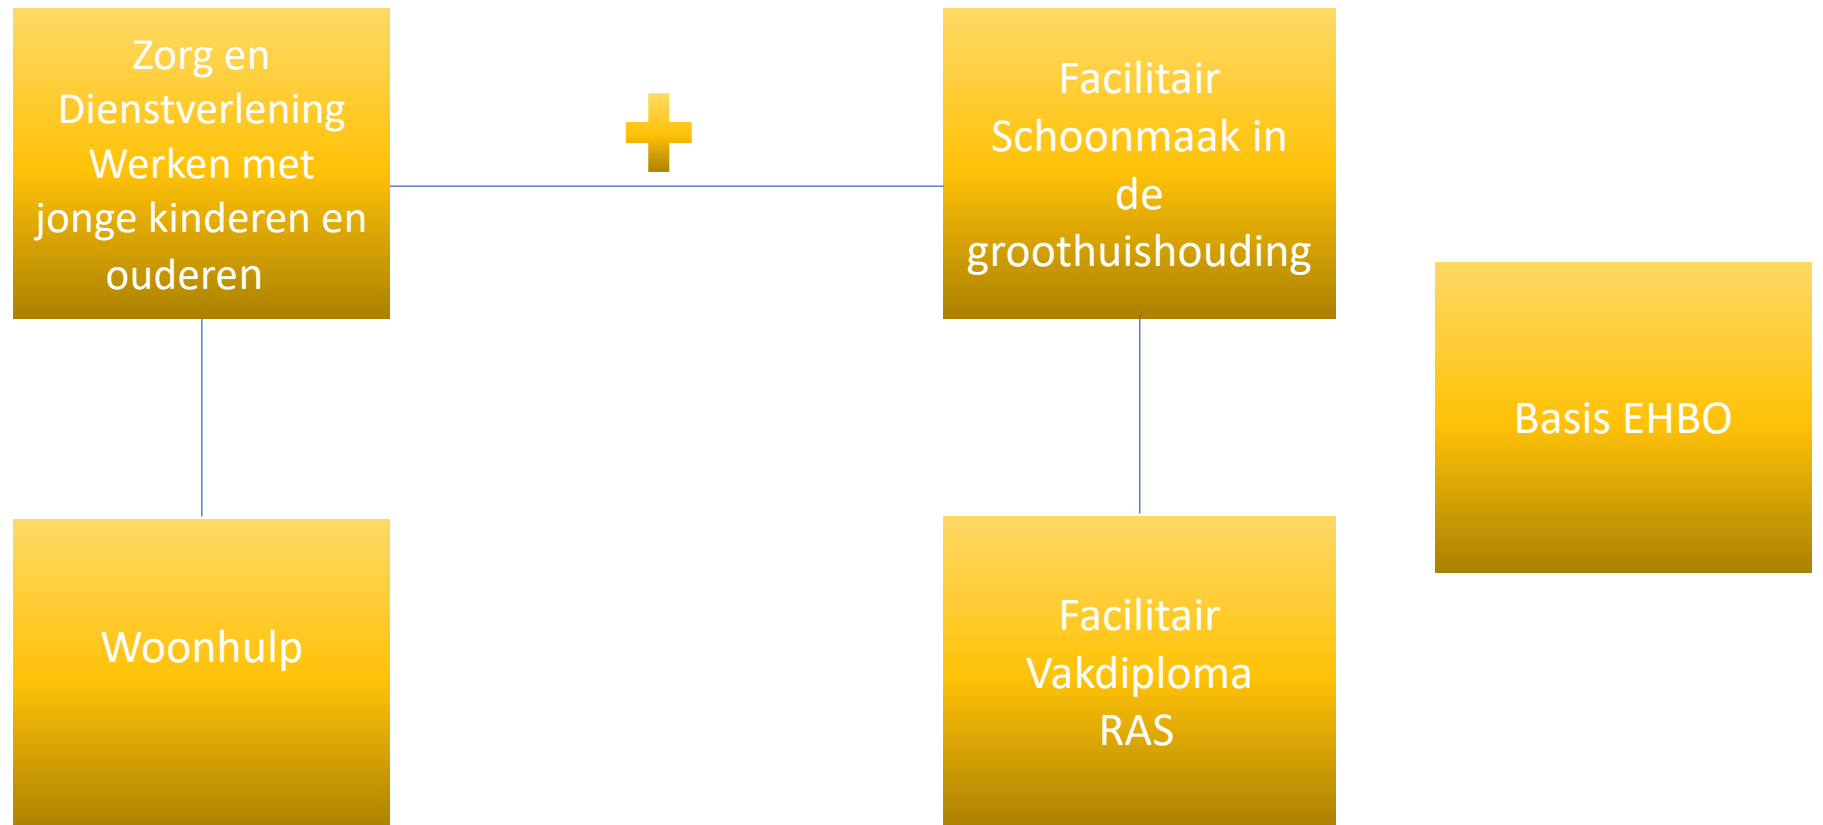 Zorg en
Dienstverlening
Werken met
jonge kinderen en
ouderen
Facilitair
Schoonmaak in
de
groothuishouding
Basis EHBO
Woonhulp
Facilitair
Vakdiploma
RAS